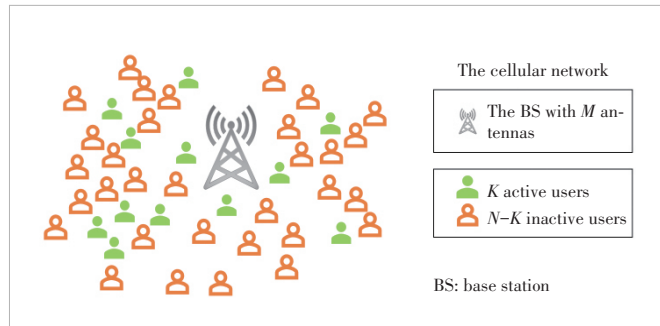 The cellular network
The BS with M an-
tennas
K active users
N−K inactive users
BS: base station